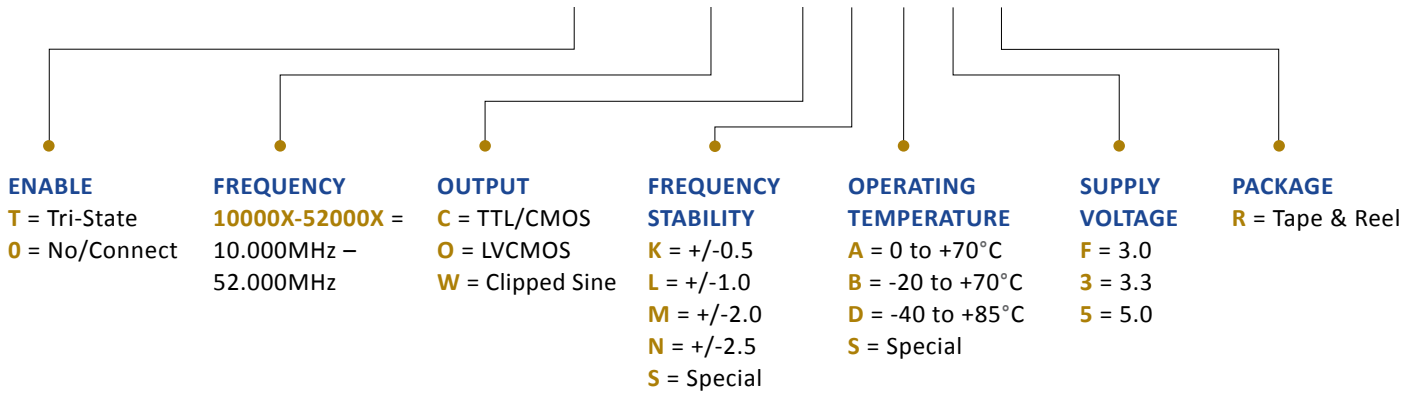 ENABLE
T = Tri-State
0 = No/Connect
FREQUENCY
10000X-52000X =
10.000MHz –
52.000MHz
OUTPUT
C = TTL/CMOS
O = LVCMOS
W = Clipped Sine
FREQUENCY
STABILITY
K = +/-0.5
L = +/-1.0
M = +/-2.0
N = +/-2.5
S = Special
OPERATING
TEMPERATURE
A = 0 to +70°C
B = -20 to +70°C
D = -40 to +85°C
S = Special
SUPPLY
VOLTAGE
F = 3.0
3 = 3.3
5 = 5.0
PACKAGE
R = Tape & Reel